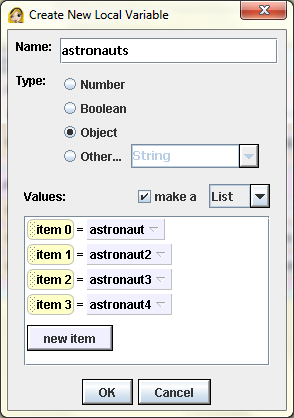 Create New Local Variable
Name: astronauts
Type: Number
Boolean
Object
Other... String
Values: make a List
item 0 = astronaut
item 1 = astronaut2
item 2 = astronaut3
item 3 = astronaut4
new item
OK Cancel